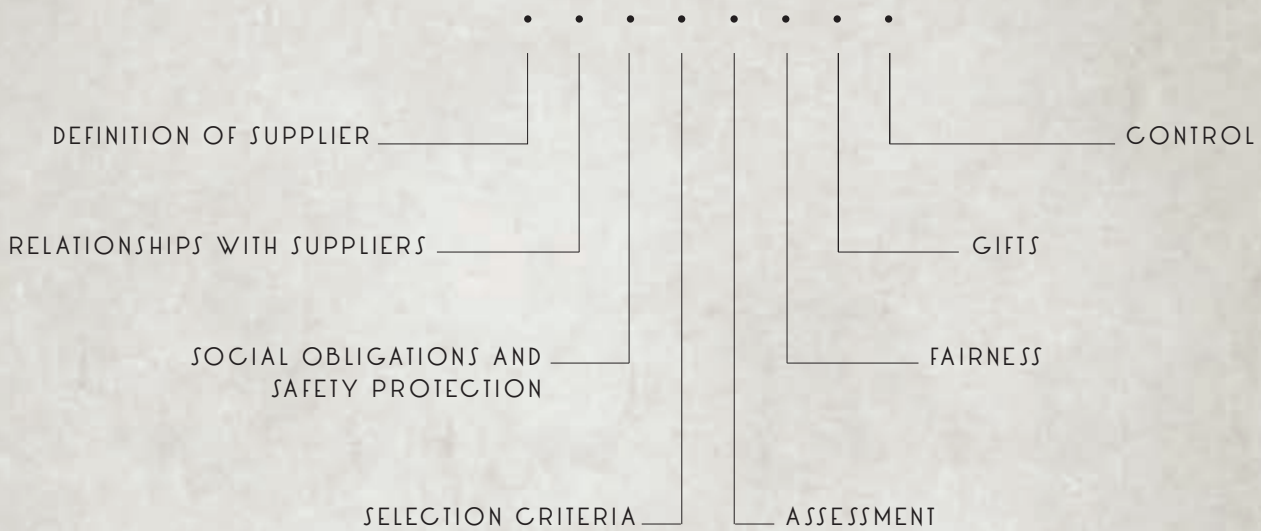 DEFINITION OF SUPPLIER
CONTROL
RELATIONSHIPS WITH SUPPLIERS
GIFTS
SOCIAL OBLIGATIONS AND
SAFETY PROTECTION
FAIRNESS
SELECTION CRITERIA
ASSESSMENT